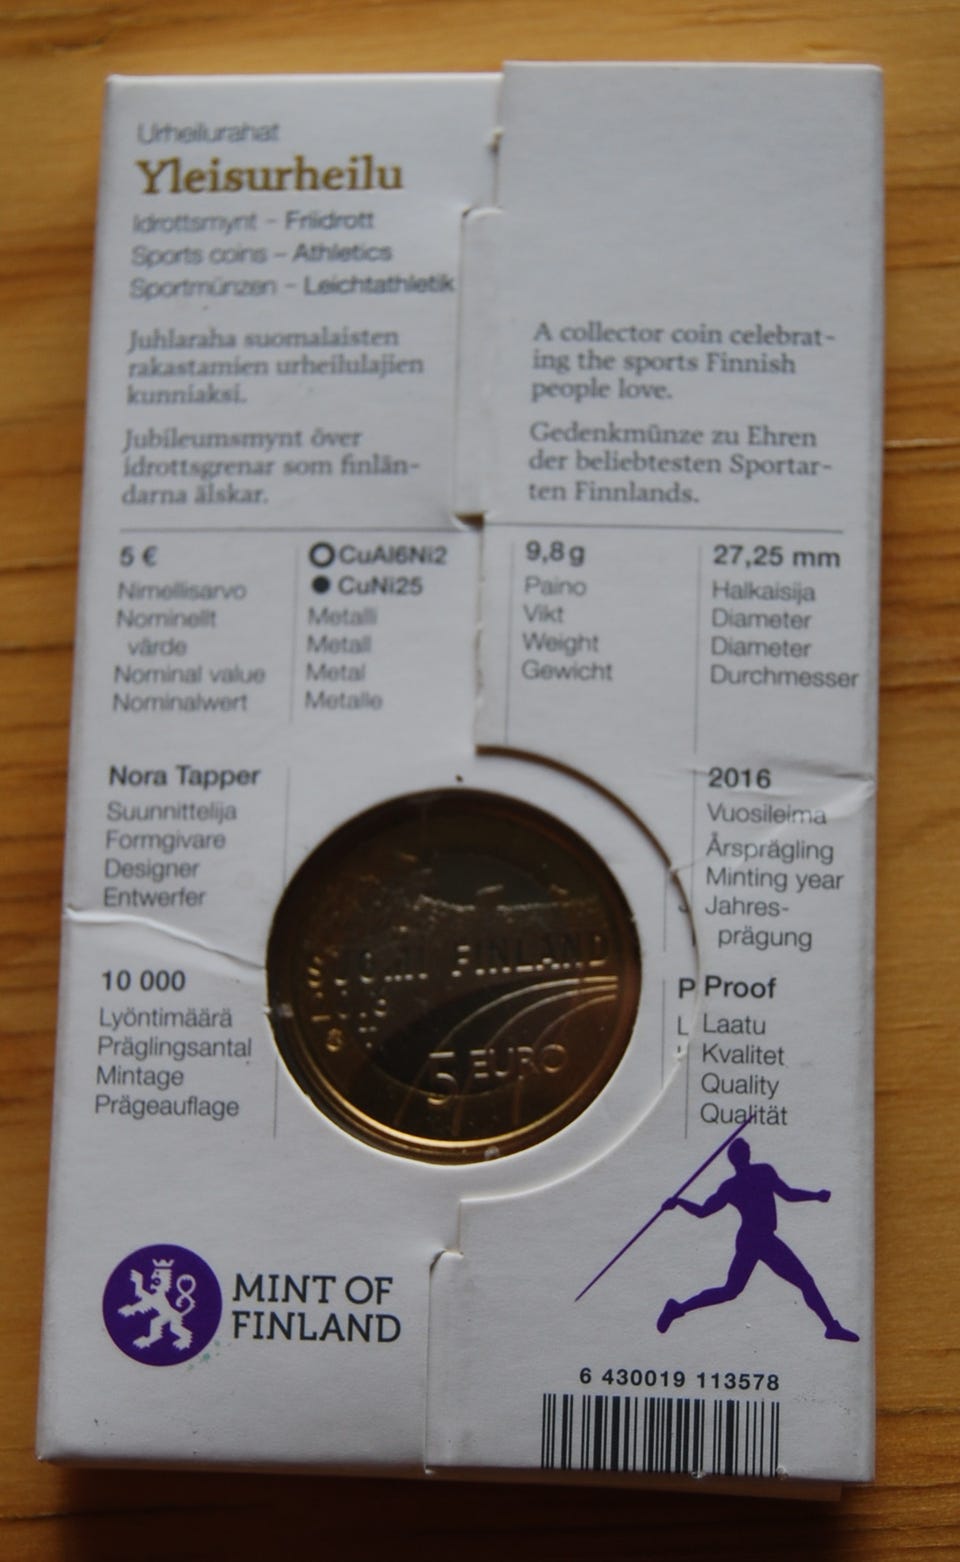 Urheilurahat
Yleisurheilu
Idrottsmynt – Friidrott
Sports coins – Athletics
Sportmünzen – Leichtathletik
Juhlaraha suomalaisten
rakastamien urheilulajien
kunniaksi.
Jubileumsmynt över
idrottsgrenar som finlän-
darna älskar.
A collector coin celebrat-
ing the sports Finnish
people love.
Gedenkmünze zu Ehren
der beliebtesten Sportar-
ten Finnlands.
5 €
Nimellisarvo
Nominellt
värde
Nominal value
Nominalwert
CuAl6Ni2
CuNi25
Metalli
Metall
Metal
Metalle
9,8 g
Paino
Vikt
Weight
Gewicht
27,25 mm
Halkaisija
Diameter
Diameter
Durchmesser
Nora Tapper
Suunnittelija
Formgivare
Designer
Entwerfer
2016
Vuosileima
Årsprägling
Minting year
Jahres-
prägung
10 000
Lyöntimäärä
Präglingsantal
Mintage
Prägeauflage
P Proof
L Laatu
Kvalitet
Quality
Qualität
FINLAND
5 EURO
MINT OF
FINLAND
6 430019 113578